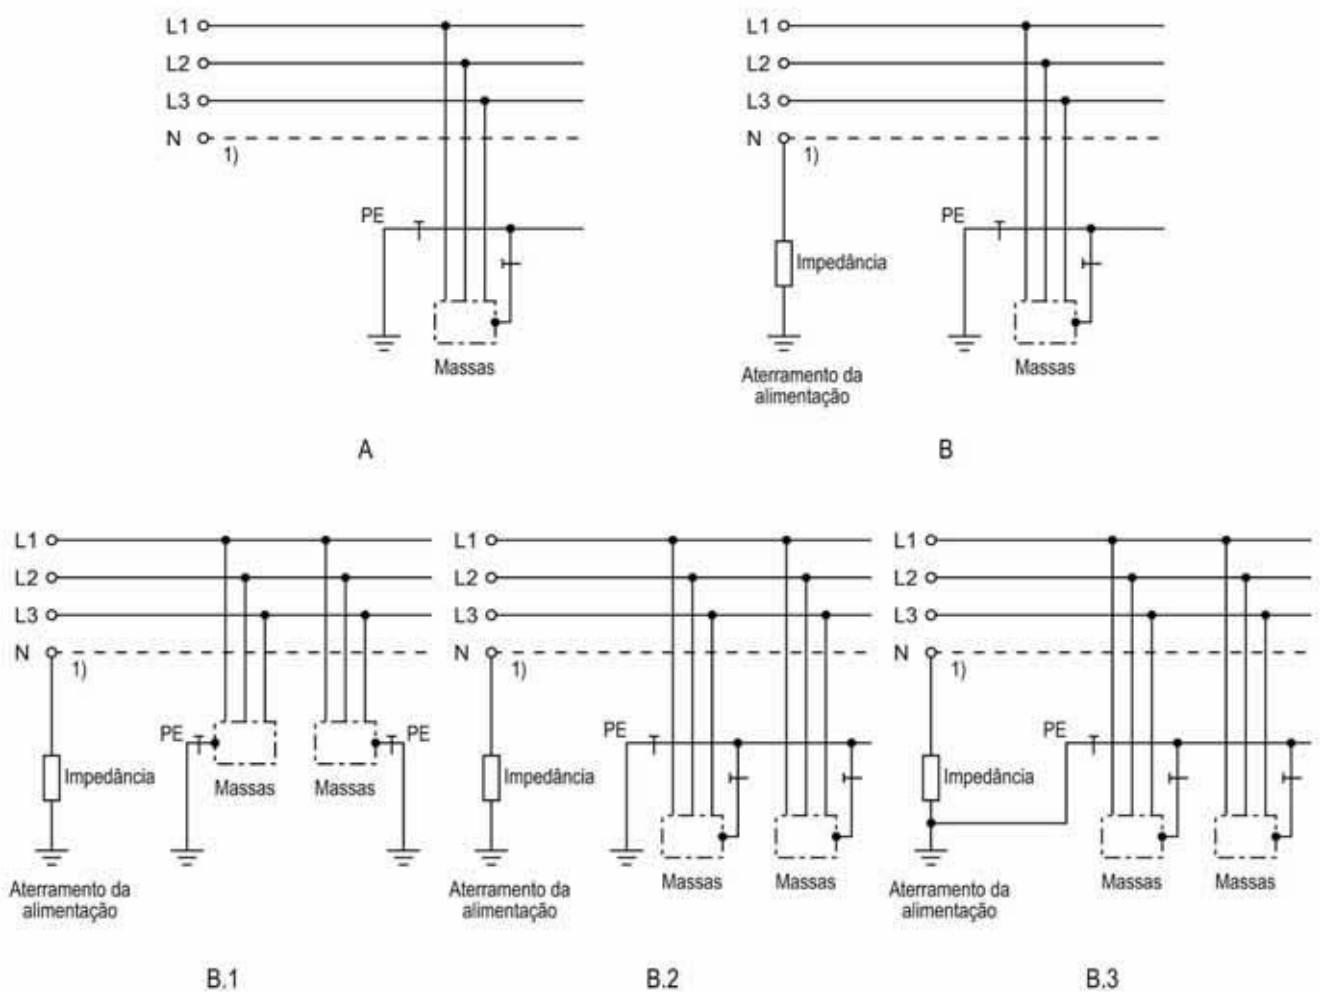 L1
L2
L3
N
1)
PE
Massas
A
L1
L2
L3
N
1)
PE
Impedância
Massas
Aterramento da
alimentação
B
L1
L2
L3
N
1)
PE
PE
Impedância
Massas
Massas
Aterramento da
alimentação
B.1
L1
L2
L3
N
1)
PE
Impedância
Massas
Massas
Aterramento da
alimentação
B.2
L1
L2
L3
N
1)
PE
Impedância
Massas
Massas
Aterramento da
alimentação
B.3